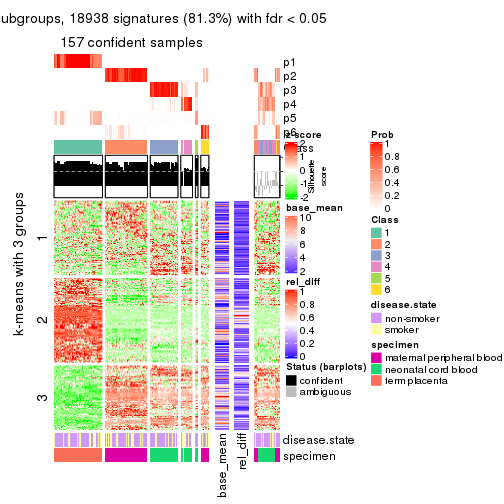 ubgroups, 18938 signatures (81.3%) with fdr < 0.05
157 confident samples
p1
p2
p3
p4
p5
p6
Class
Silhouette
score
k-means with 3 groups
1
2
3
base_mean
rel_diff
disease.state
specimen
z-score
2
1
0
-1
-2
base_mean
10
8
6
4
2
rel_diff
1
0.8
0.6
0.4
0.2
0
Status (barplots)
confident
ambiguous
Prob
1
0.8
0.6
0.4
0.2
0
Class
1
2
3
4
5
6
disease.state
non-smoker
smoker
specimen
maternal peripheral blood
neonatal cord blood
term placenta